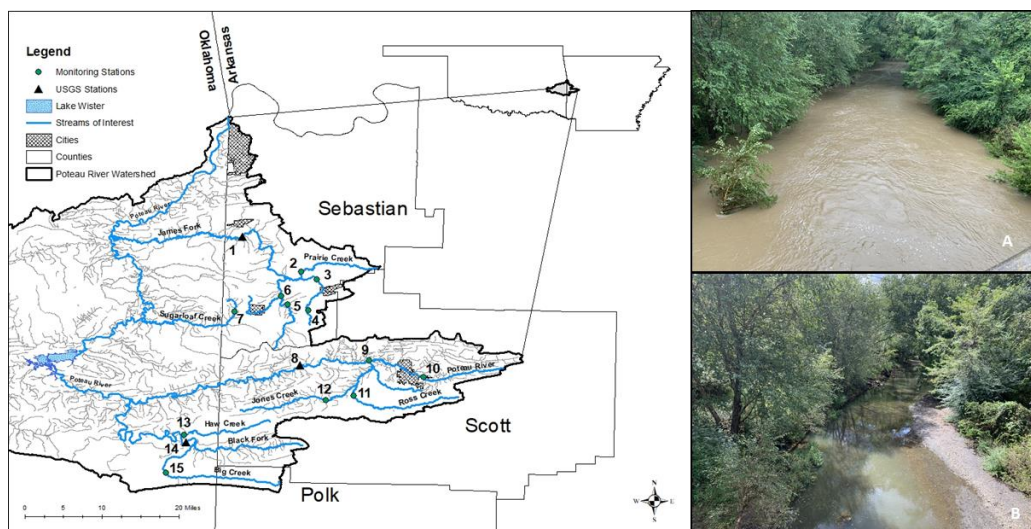 Legend
Monitoring Stations
USGS Stations
Lake Wister
Streams of Interest
Cities
Counties
Poteau River Watershed
Oklahoma
Arkansas
Sebastian
Scott
Polk
Poteau River
James Fork
Prairie Creek
Sugarloaf Creek
Poteau River
Poteau River
Jones Creek
Ross Creek
Haw Creek
Black Fork
Big Creek
1
2
3
4
5
6
7
8
9
10
11
12
13
14
15
0 5 10 20 Miles
N
W E
S
A
B